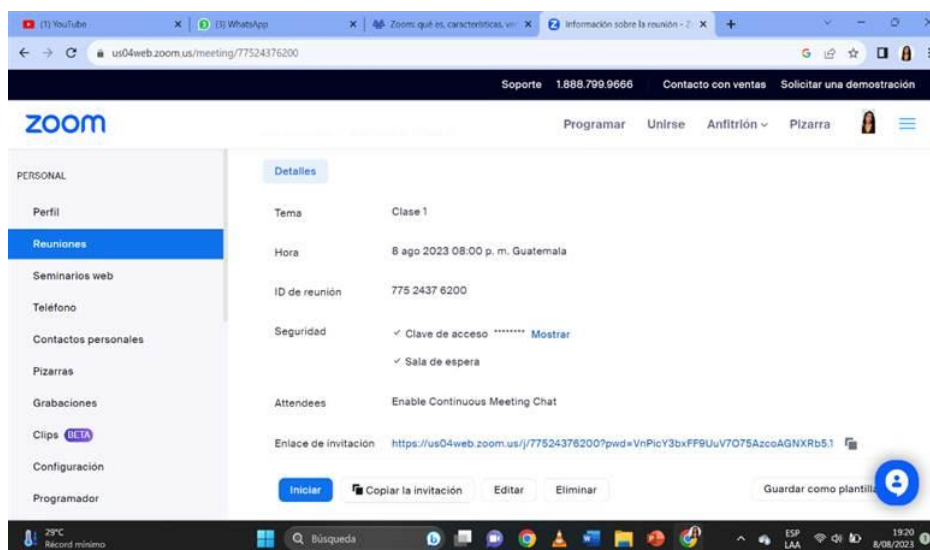 (1) YouTube
(3) WhatsApp
Zoom: qué es, características, ver
Información sobre la reunión - Z
us04web.zoom.us/meeting/77524376200
Soporte 1.888.799.9666 Contacto con ventas Solicitar una demostración
zoom
Programar Unirse Anfitrión Pizarra
PERSONAL
Perfil
Reuniones
Seminarios web
Teléfono
Contactos personales
Pizarras
Grabaciones
Clips BETA
Configuración
Programador
Detalles
Tema Clase 1
Hora 8 ago 2023 08:00 p. m. Guatemala
ID de reunión 775 2437 6200
Seguridad ✓ Clave de acceso ******** Mostrar
✓ Sala de espera
Attendees Enable Continuous Meeting Chat
Enlace de invitación https://us04web.zoom.us/j/77524376200?pwd=VnPicY3bxFF9UuV7O75AzcoAGNXRb5.1
Iniciar Copiar la invitación Editar Eliminar Guardar como plantilla
29°C
Récord mínimo
Búsqueda
ESP
LAA
19:20
8/08/2023